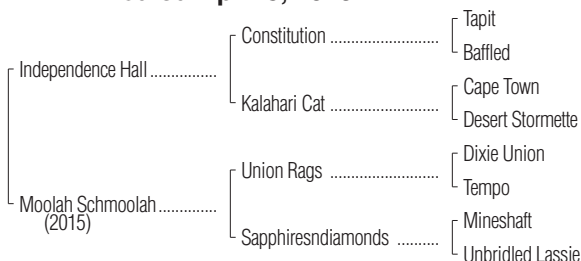 Tapit
Constitution
Baffled
Independence Hall
Cape Town
Kalahari Cat
Desert Stormette
Dixie Union
Union Rags
Tempo
Moolah Schmoolah
(2015)
Mineshaft
Sapphiresndiamonds
Unbridled Lassie